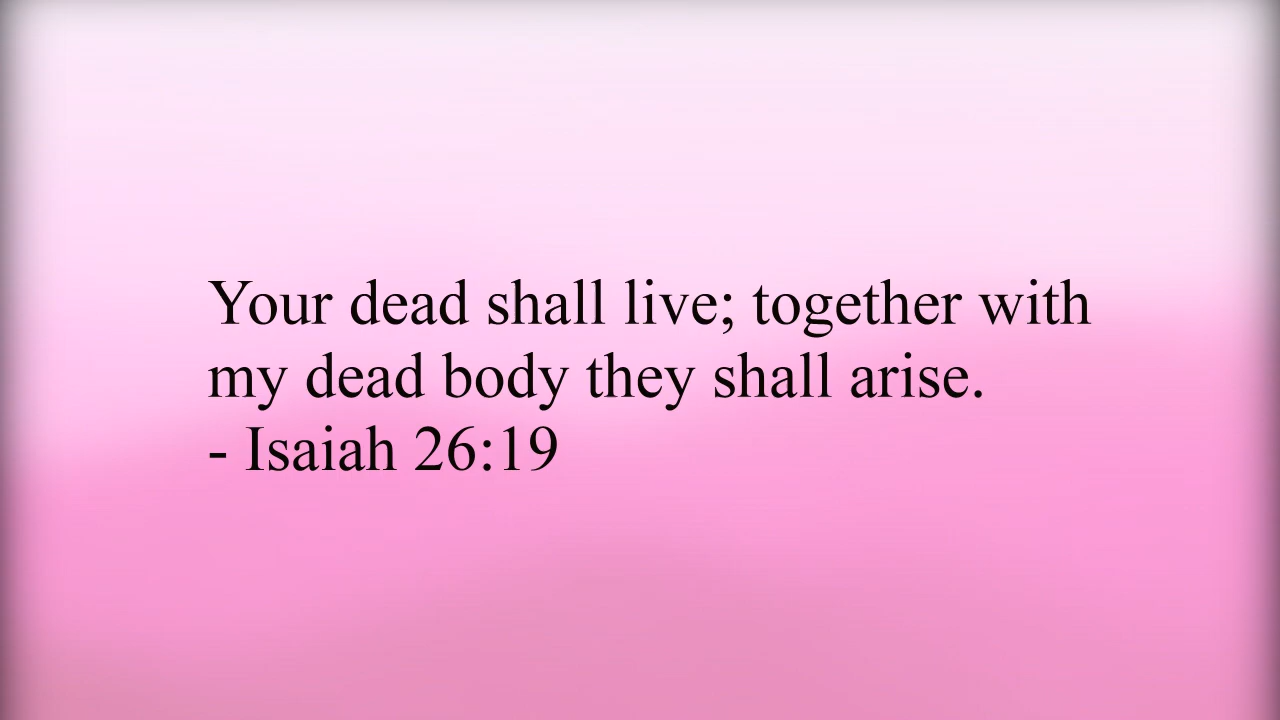 Your dead shall live; together with
my dead body they shall arise.
- Isaiah 26:19